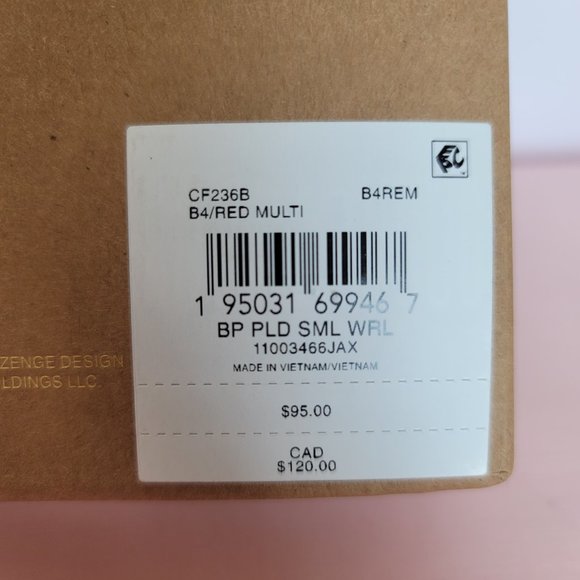 CF236B B4REM
B4/RED MULTI
1 95031 69946 7
BP PLD SML WRL
11003466JAX
MADE IN VIETNAM/VIETNAM
ZENGE DESIGN
LDINGS LLC.
$95.00
CAD
$120.00